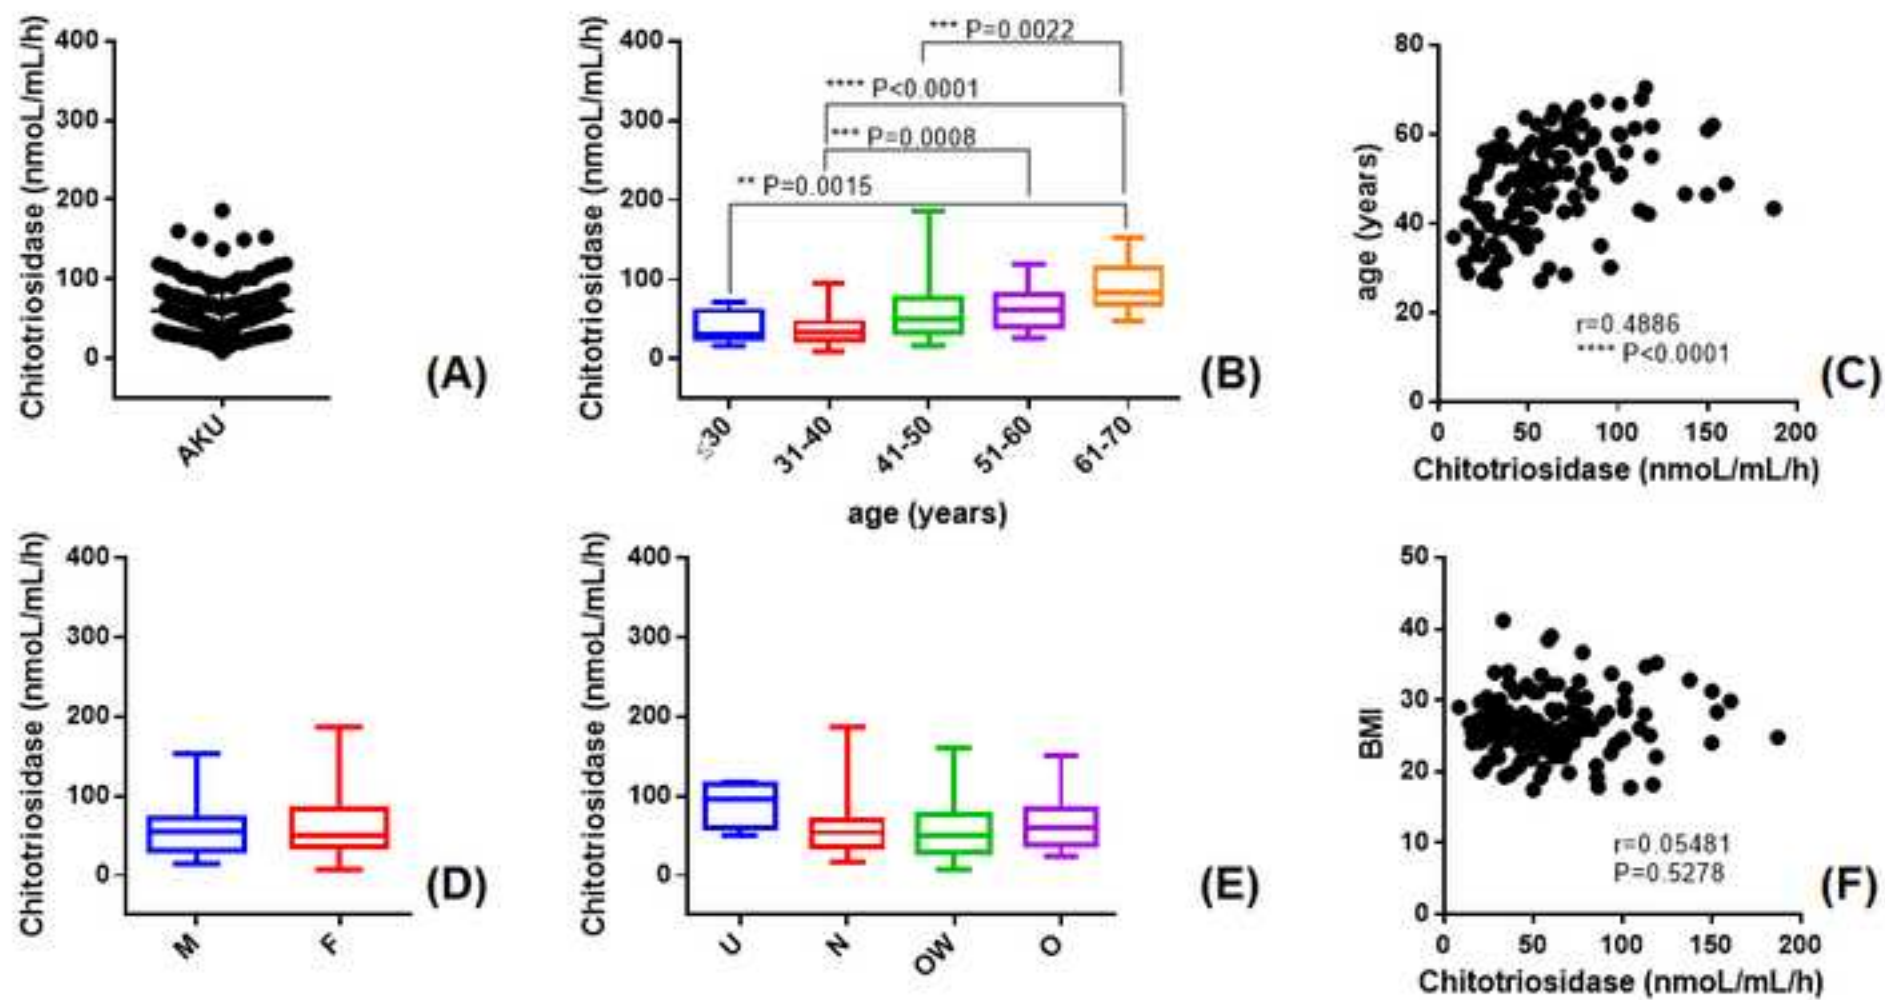 Chitotriosidase (nmoL/mL/h)
400
300
200
100
0
AKU
(A)
Chitotriosidase (nmoL/mL/h)
400
300
200
100
0
*** P=0.0022
**** P<0.0001
*** P=0.0008
** P=0.0015
≤30
31-40
41-50
51-60
61-70
age (years)
(B)
age (years)
80
60
40
20
0
r=0.4886
**** P<0.0001
0 50 100 150 200
Chitotriosidase (nmoL/mL/h)
(C)
Chitotriosidase (nmoL/mL/h)
400
300
200
100
0
M
F
(D)
Chitotriosidase (nmoL/mL/h)
400
300
200
100
0
U
N
OW
O
(E)
BMI
50
40
30
20
10
0
r=0.05481
P=0.5278
0 50 100 150 200
Chitotriosidase (nmoL/mL/h)
(F)